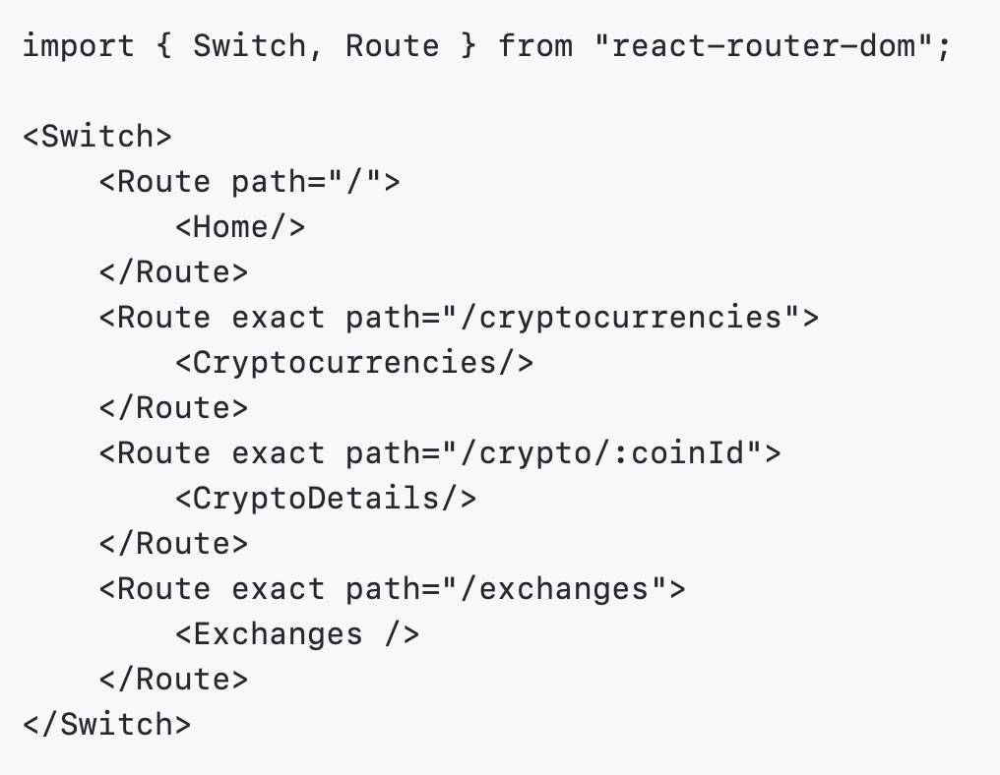 import { Switch, Route } from "react-router-dom";

<Switch>
    <Route path="/">
        <Home/>
    </Route>
    <Route exact path="/cryptocurrencies">
        <Cryptocurrencies/>
    </Route>
    <Route exact path="/crypto/:coinId">
        <CryptoDetails/>
    </Route>
    <Route exact path="/exchanges">
        <Exchanges />
    </Route>
</Switch>